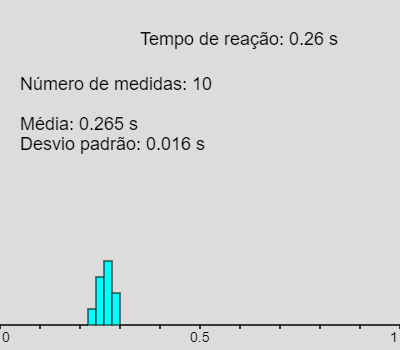 Tempo de reação: 0.26 s
Número de medidas: 10
Média: 0.265 s
Desvio padrão: 0.016 s
0 0.5 1